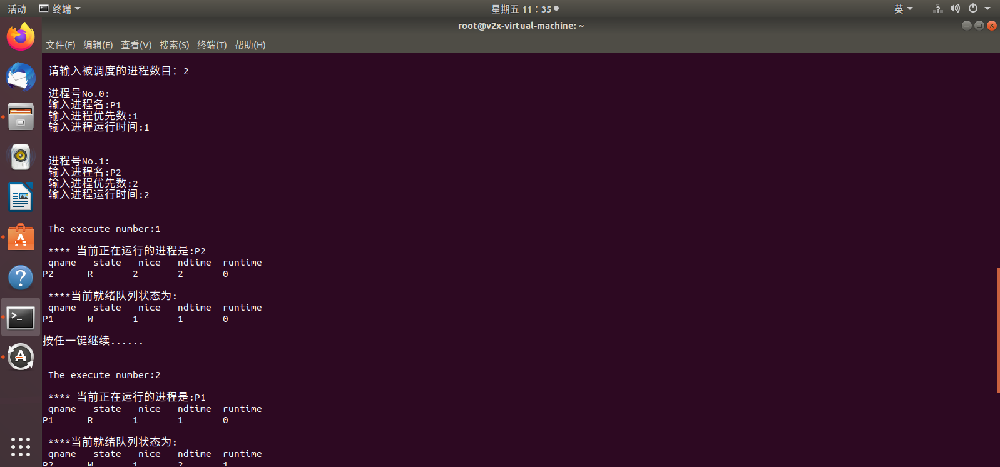 活动 终端 星期五 11：35 英
root@v2x-virtual-machine: ~
文件(F) 编辑(E) 查看(V) 搜索(S) 终端(T) 帮助(H)
请输入被调度的进程数目：2
进程号No.0:
输入进程名:P1
输入进程优先数:1
输入进程运行时间:1
进程号No.1:
输入进程名:P2
输入进程优先数:2
输入进程运行时间:2
The execute number:1
**** 当前正在运行的进程是:P2
qname state nice ndtime runtime
P2 R 2 2 0
****当前就绪队列状态为:
qname state nice ndtime runtime
P1 W 1 1 0
按任一键继续......
The execute number:2
**** 当前正在运行的进程是:P1
qname state nice ndtime runtime
P1 R 1 1 0
****当前就绪队列状态为:
qname state nice ndtime runtime
P2 W 1 2 1